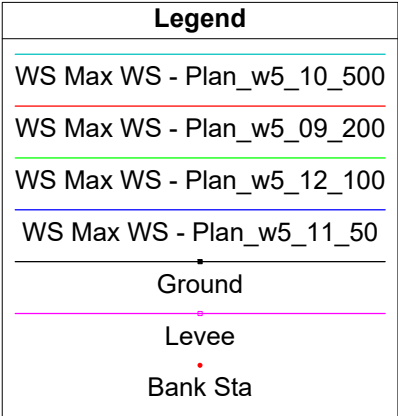 Legend
WS Max WS - Plan_w5_10_500
WS Max WS - Plan_w5_09_200
WS Max WS - Plan_w5_12_100
WS Max WS - Plan_w5_11_50
Ground
Levee
Bank Sta